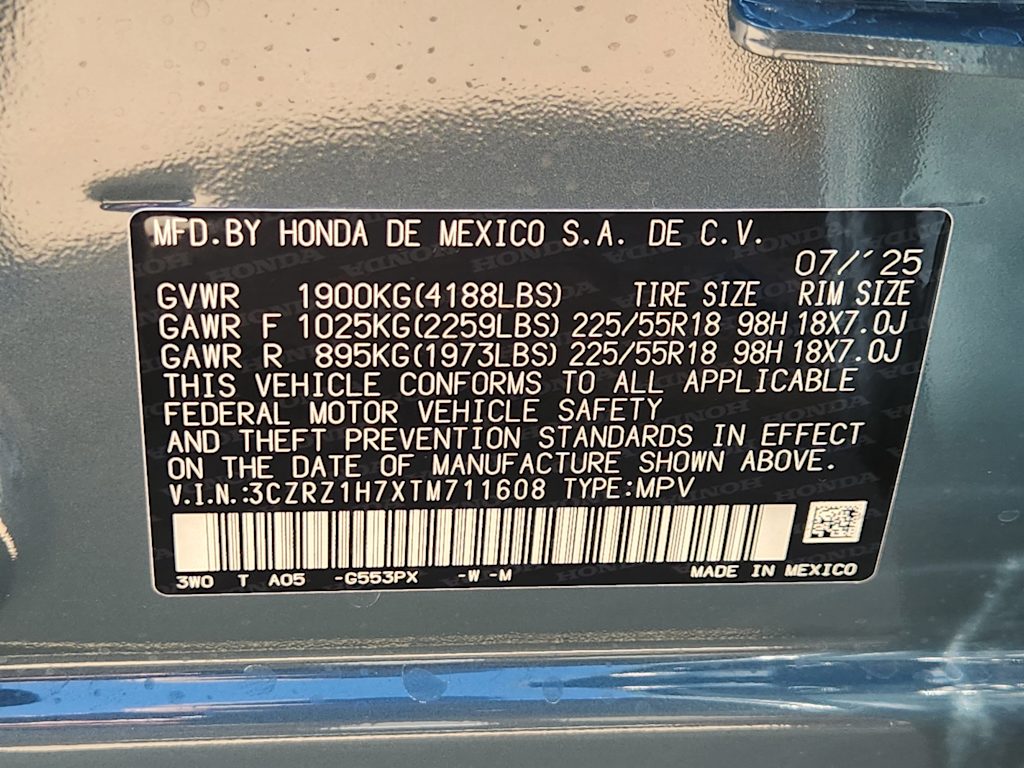 MFD.BY HONDA DE MEXICO S.A. DE C.V.
07/'25
GVWR 1900KG(4188LBS) TIRE SIZE RIM SIZE
GAWR F 1025KG(2259LBS) 225/55R18 98H 18X7.0J
GAWR R 895KG(1973LBS) 225/55R18 98H 18X7.0J
THIS VEHICLE CONFORMS TO ALL APPLICABLE
FEDERAL MOTOR VEHICLE SAFETY
AND THEFT PREVENTION STANDARDS IN EFFECT
ON THE DATE OF MANUFACTURE SHOWN ABOVE.
V.I.N.:3CZRZ1H7XTM711608 TYPE:MPV
3WO T A05 -G553PX -W -M MADE IN MEXICO